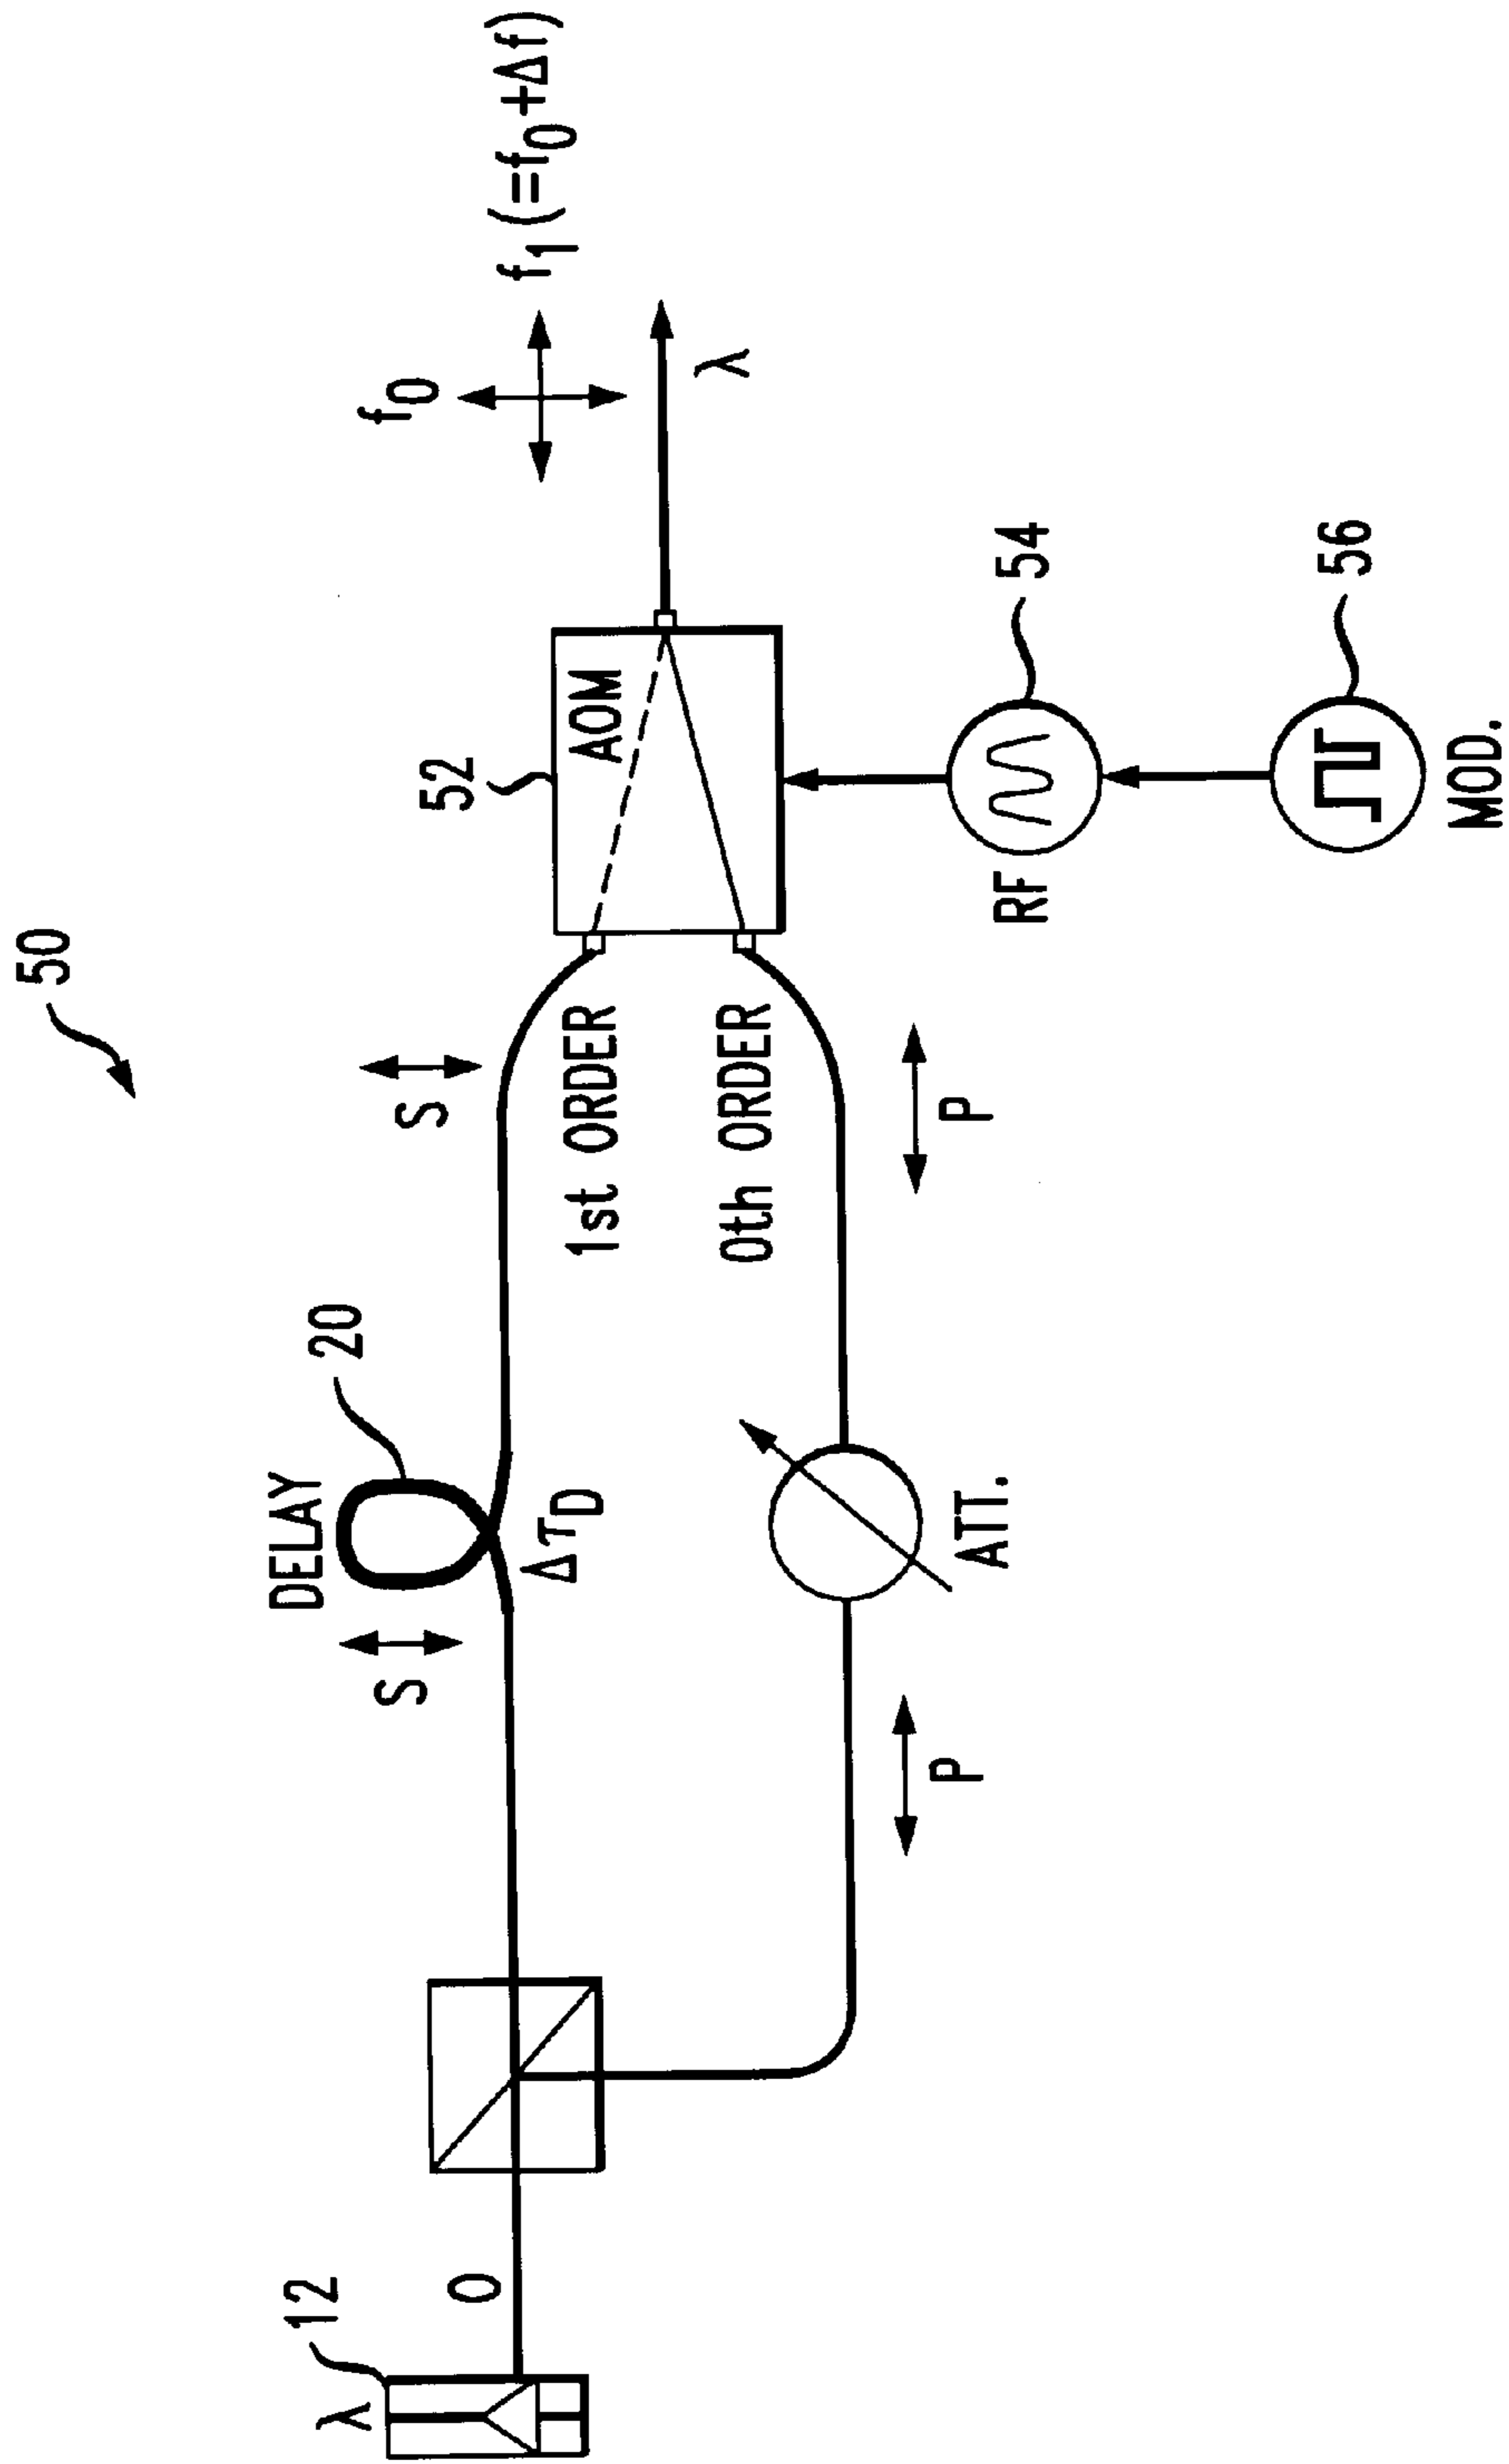 50
f0
f1 (=f0 +Δf)
λ
52
AOM
DELAY
20
ΔτD
S
S
1st ORDER
0th ORDER
P
P
ATT.
RF
54
56
MOD.
12
λ
O